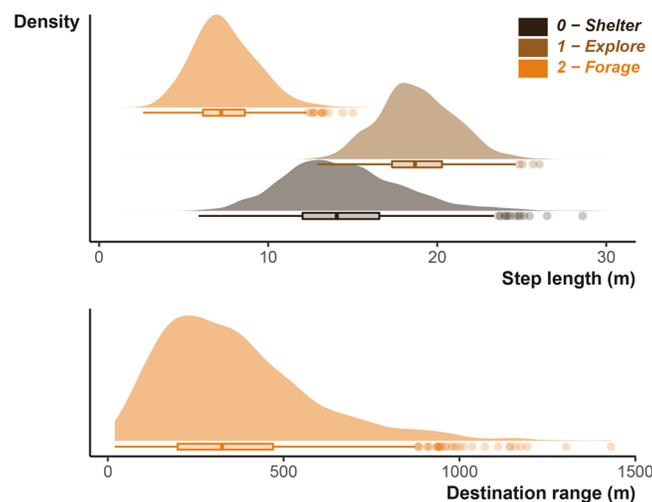 Density
0 – Shelter
1 – Explore
2 – Forage
0 10 20 30
Step length (m)
0 500 1000 1500
Destination range (m)